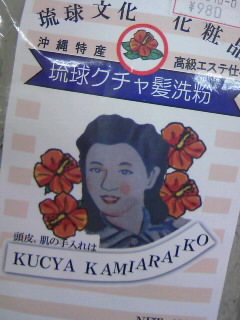 琉球文化 化粧品
¥980
沖縄特産 高級エステ仕
琉球グチャ髪洗粉
頭皮、肌の手入れは
KUCYA KAMIARAIKO